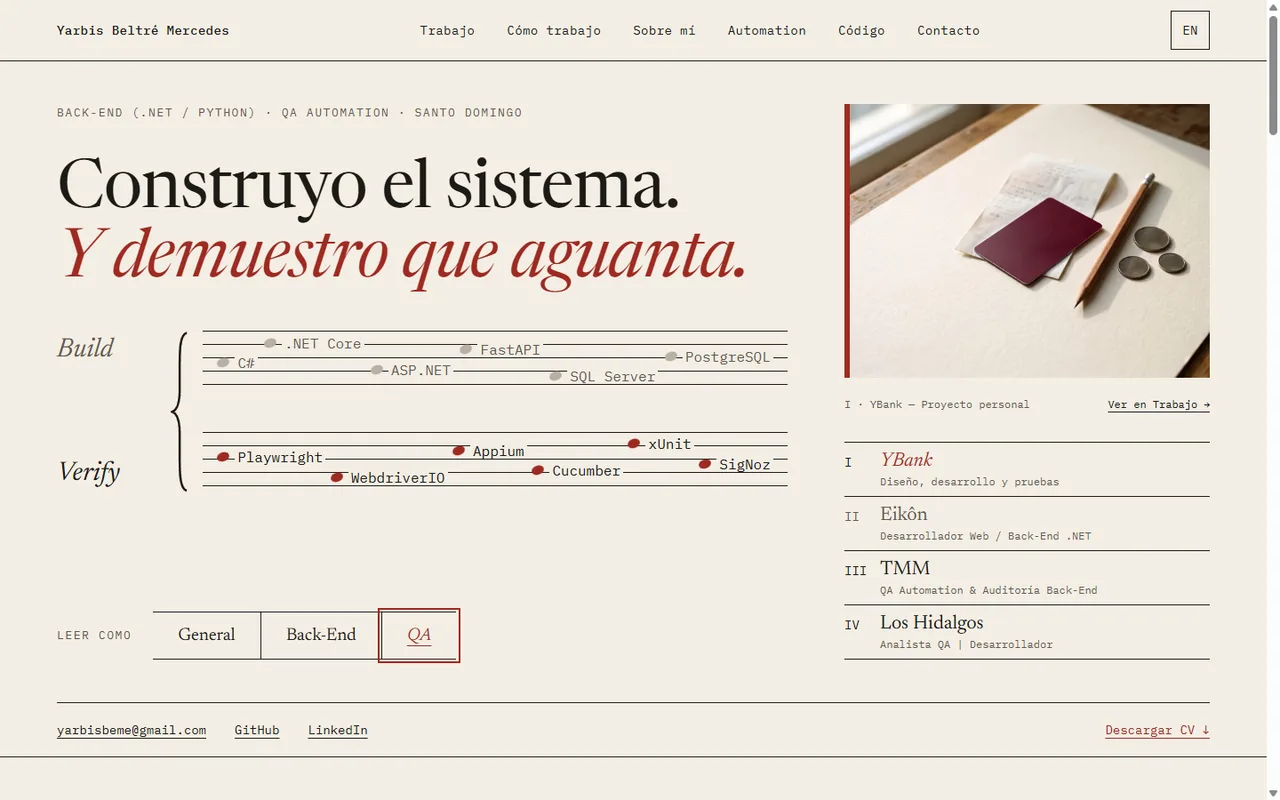 Yarbis Beltré Mercedes
Trabajo Cómo trabajo Sobre mí Automation Código Contacto
EN
BACK-END (.NET / PYTHON) · QA AUTOMATION · SANTO DOMINGO
Construyo el sistema.
Y demuestro que aguanta.
Build
.NET Core
FastAPI
PostgreSQL
C#
ASP.NET
SQL Server
Verify
Playwright
Appium
xUnit
WebdriverIO
Cucumber
SigNoz
LEER COMO
General
Back-End
QA
I · YBank — Proyecto personal
Ver en Trabajo →
I YBank
Diseño, desarrollo y pruebas
II Eikôn
Desarrollador Web / Back-End .NET
III TMM
QA Automation & Auditoría Back-End
IV Los Hidalgos
Analista QA | Desarrollador
yarbisbeme@gmail.com GitHub LinkedIn
Descargar CV ↓